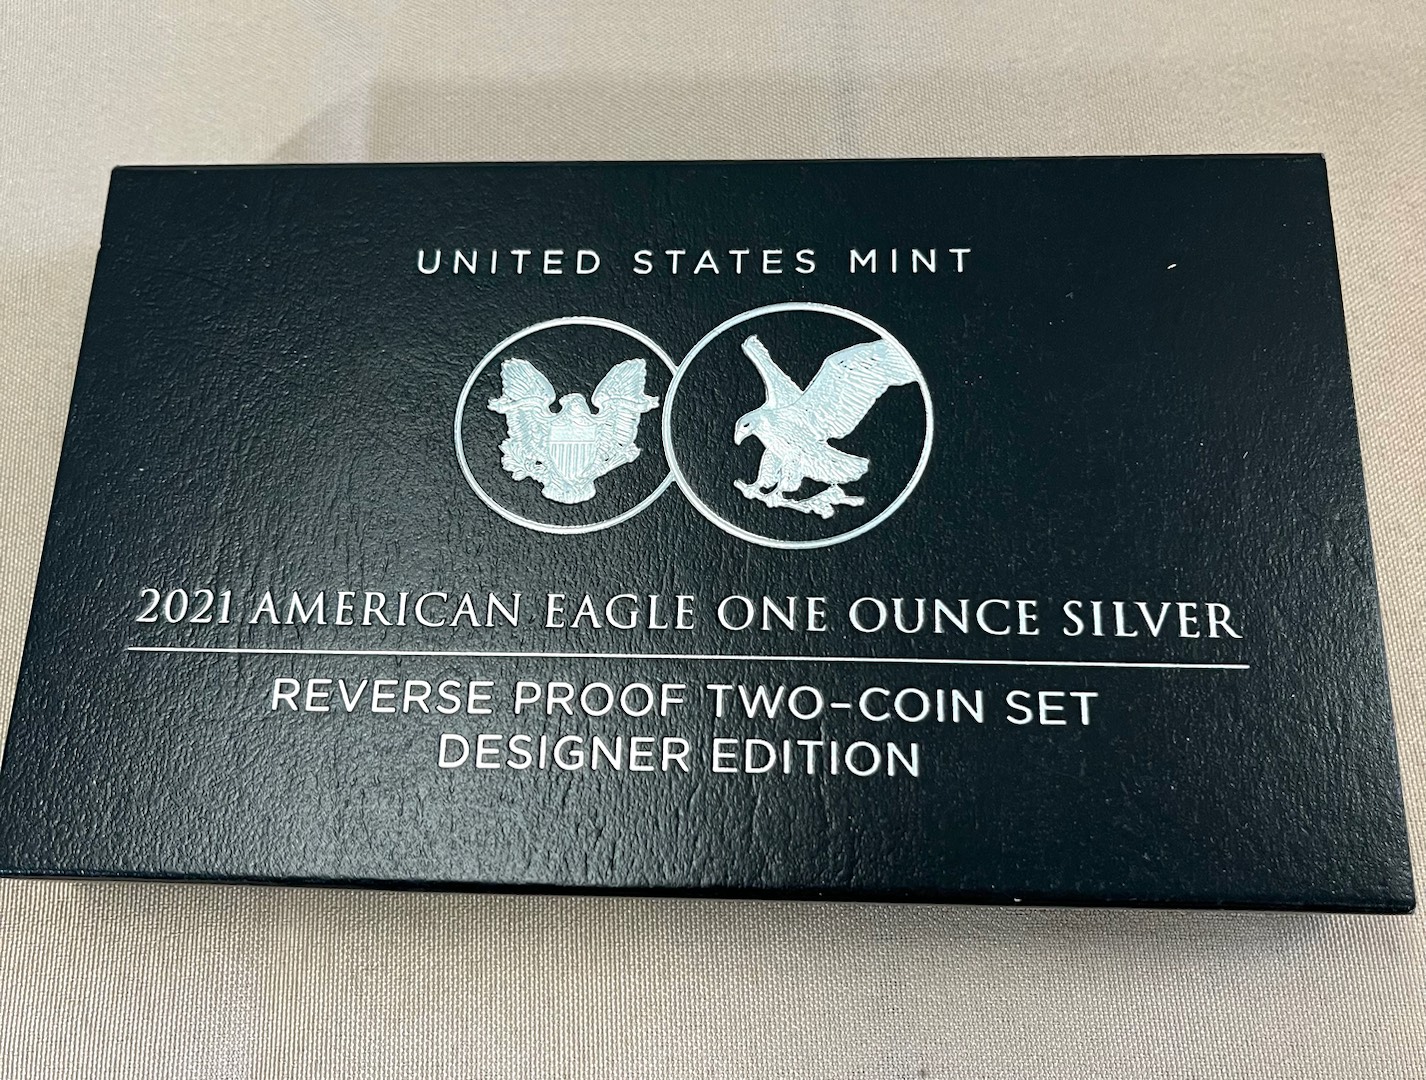 UNITED STATES MINT
2021 AMERICAN EAGLE ONE OUNCE SILVER
REVERSE PROOF TWO-COIN SET
DESIGNER EDITION